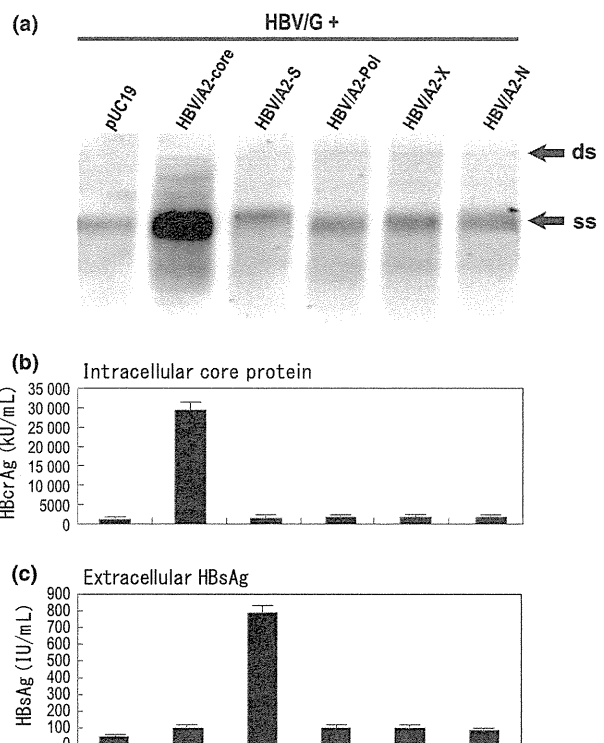 (a)
HBV/G +
pUC19
HBV/A2-core
HBV/A2-S
HBV/A2-Pol
HBV/A2-X
HBV/A2-N
ds
ss
(b)
Intracellular core protein
HBcrAg (kU/mL)
35 000
30 000
25 000
20 000
15 000
10 000
5000
0
(c)
Extracellular HBsAg
HBsAg (IU/mL)
900
800
700
600
500
400
300
200
100
0